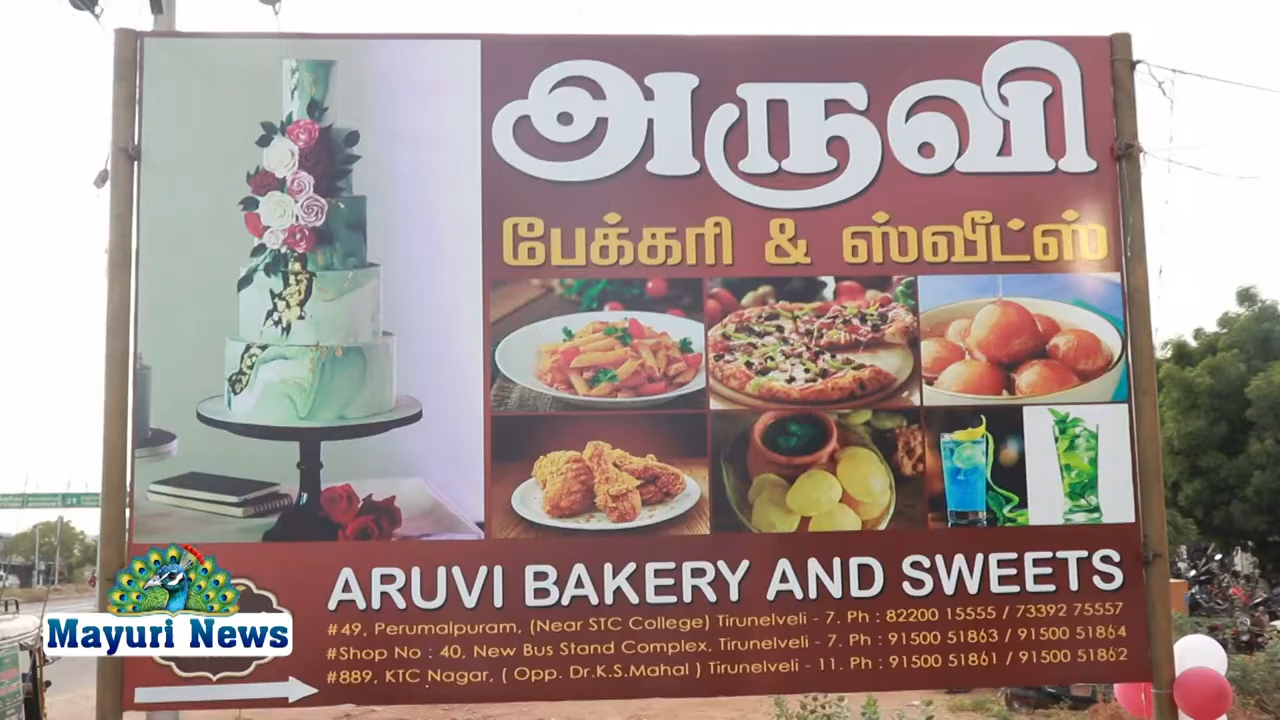 அருவி
பேக்கரி & ஸ்வீட்ஸ்
ARUVI BAKERY AND SWEETS
#49, Perumalpuram, (Near STC College) Tirunelveli - 7. Ph : 82200 15555 / 73392 75557
#Shop No : 40, New Bus Stand Complex, Tirunelveli - 7. Ph : 91500 51863 / 91500 51864
#889, KTC Nagar, ( Opp. Dr.K.S.Mahal ) Tirunelveli - 11. Ph : 91500 51861 / 91500 51862
Mayuri News